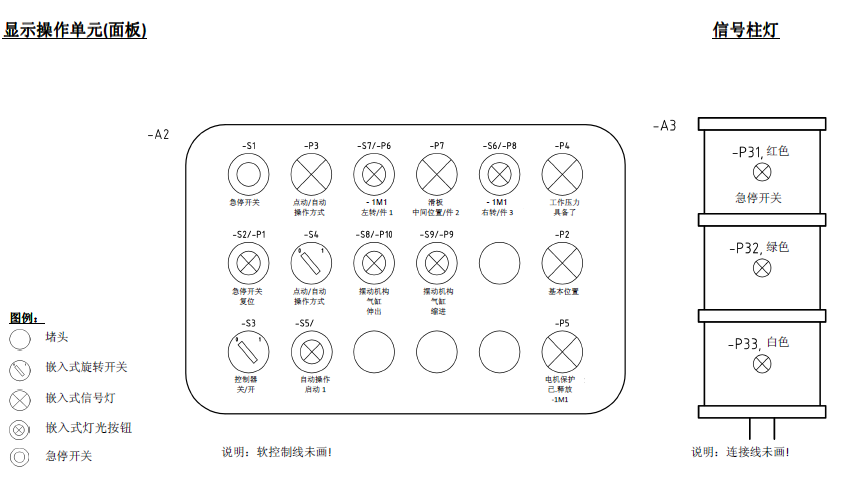 显示操作单元(面板)
信号柱灯
-A2
-A3
-S1
-P3
-S7/-P6
-P7
-S6/-P8
-P4
急停开关
点动/自动
操作方式
-1M1
左转/件 1
滑板
中间位置/件 2
-1M1
右转/件 3
工作压力
具备了
-S2/-P1
-S4
-S8/-P10
-S9/-P9
-P2
0
1
急停开关
复位
点动/自动
操作方式
摆动机构
气缸
伸出
摆动机构
气缸
缩进
基本位置
-S3
-S5/
-P5
0
1
控制器
关/开
自动操作
启动 1
电机保护
已.释放
-1M1
-P31, 红色
急停开关
-P32, 绿色
-P33, 白色
图例：
堵头
嵌入式旋转开关
嵌入式信号灯
嵌入式灯光按钮
急停开关
说明：软控制线未画!
说明：连接线未画!